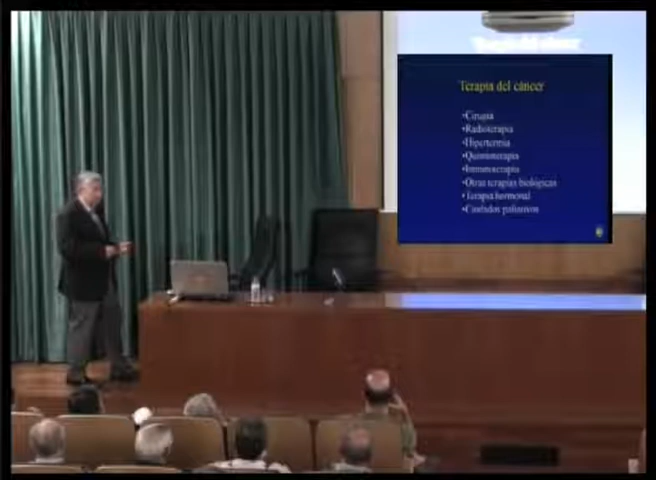 Terapia del cáncer
•Cirugía
•Radioterapia
•Hipertermia
•Quimioterapia
•Inmunoterapia
•Otras terapias biológicas
•Terapia hormonal
•Cuidados paliativos